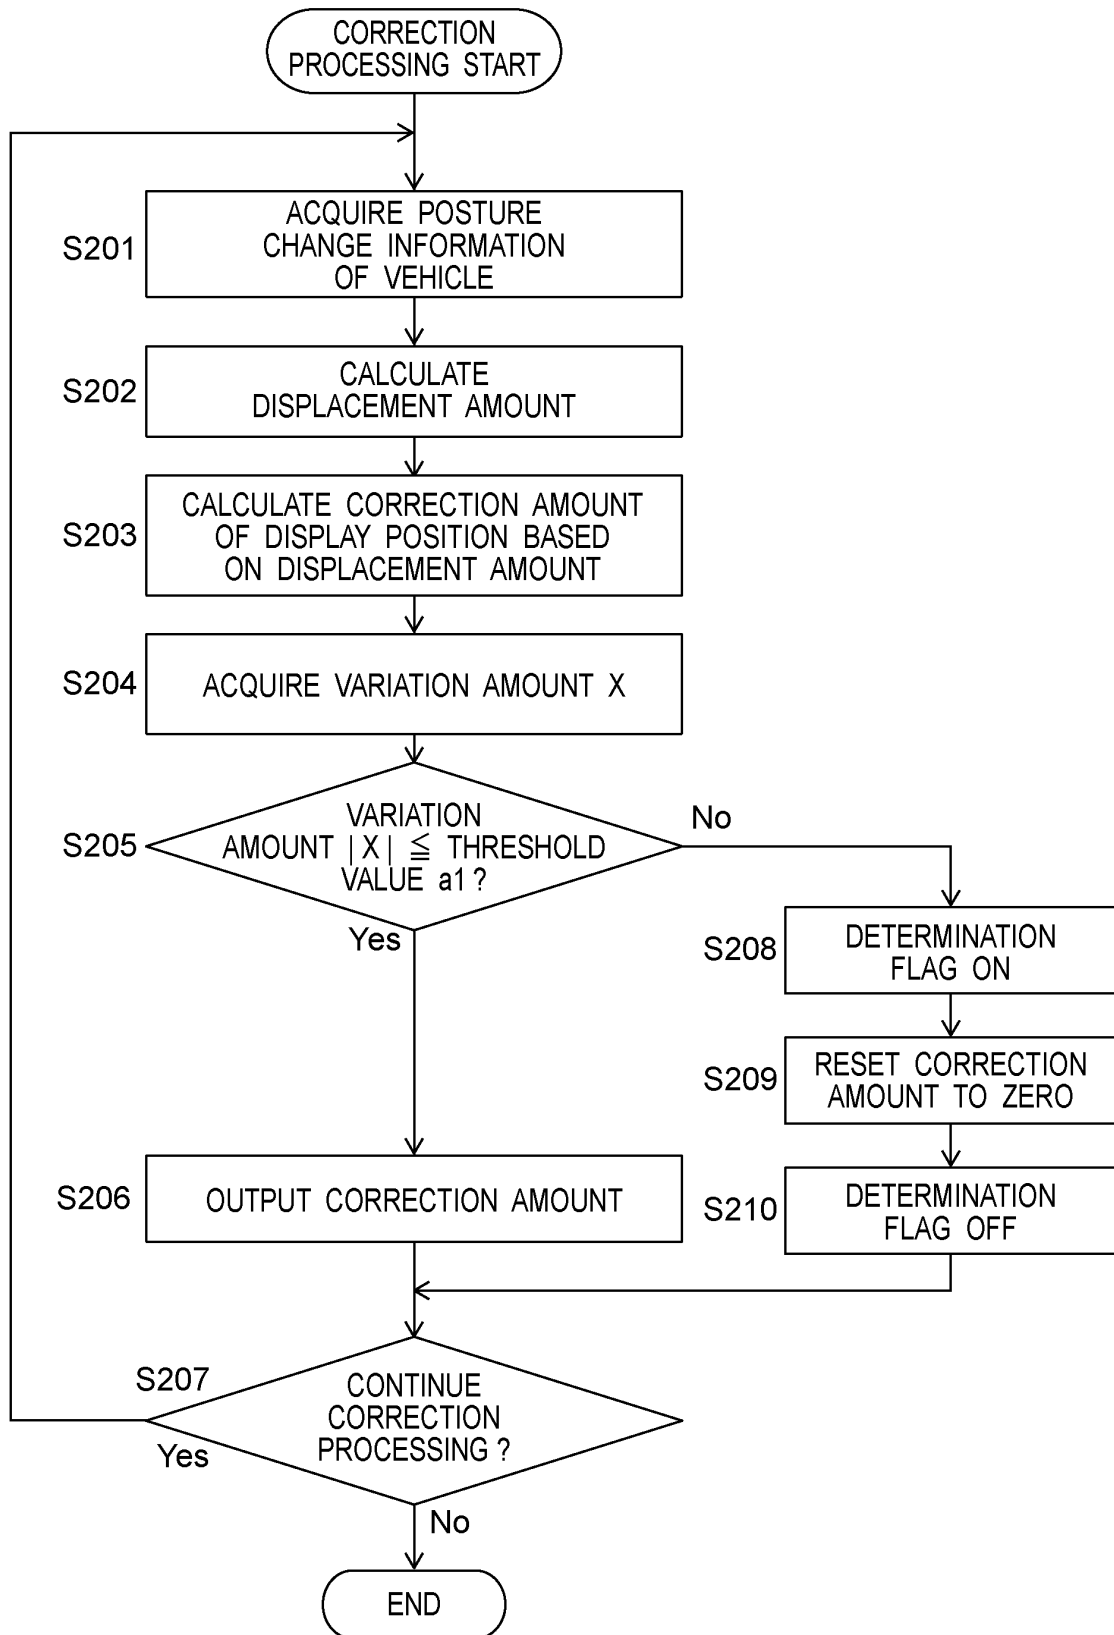 CORRECTION
PROCESSING START
S201
ACQUIRE POSTURE
CHANGE INFORMATION
OF VEHICLE
S202
CALCULATE
DISPLACEMENT AMOUNT
S203
CALCULATE CORRECTION AMOUNT
OF DISPLAY POSITION BASED
ON DISPLACEMENT AMOUNT
S204
ACQUIRE VARIATION AMOUNT X
S205
VARIATION
AMOUNT |X| ≦ THRESHOLD
VALUE a1?
No
Yes
S208
DETERMINATION
FLAG ON
S209
RESET CORRECTION
AMOUNT TO ZERO
S206
OUTPUT CORRECTION AMOUNT
S210
DETERMINATION
FLAG OFF
S207
CONTINUE
CORRECTION
PROCESSING?
Yes
No
END